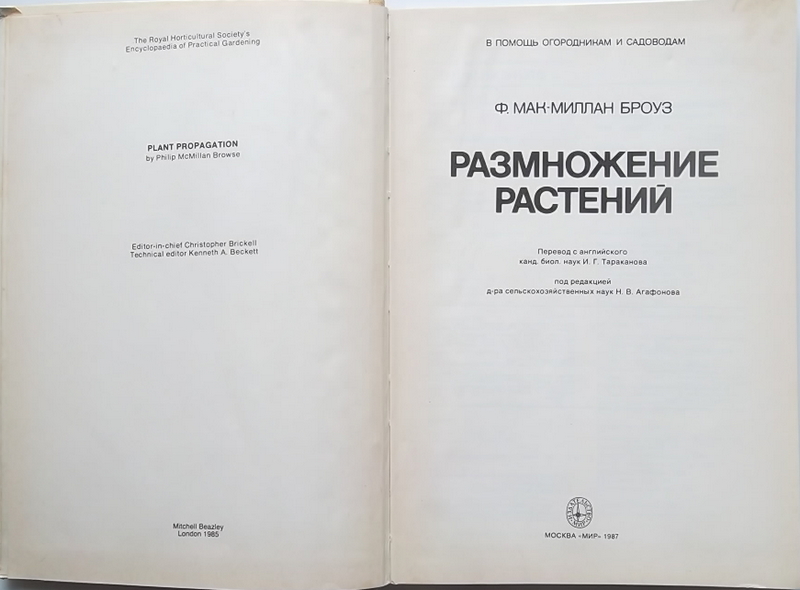 The Royal Horticultural Society's
Encyclopaedia of Practical Gardening
PLANT PROPAGATION
by Philip McMillan Browse
Editor-in-chief Christopher Brickell
Technical editor Kenneth A. Beckett
Mitchell Beazley
London 1985
В ПОМОЩЬ ОГОРОДНИКАМ И САДОВОДАМ
Ф. МАК-МИЛЛАН БРОУЗ
РАЗМНОЖЕНИЕ
РАСТЕНИЙ
Перевод с английского
канд. биол. наук И. Г. Тараканова
под редакцией
д-ра сельскохозяйственных наук Н. В. Агафонова
ИЗДАТЕЛЬСТВО
МИР
МОСКВА «МИР» 1987